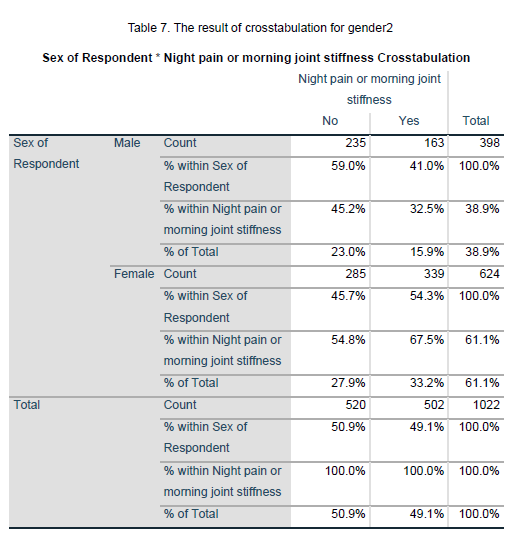 Table 7. The result of crosstabulation for gender2
Sex of Respondent * Night pain or morning joint stiffness Crosstabulation
Night pain or morning joint
stiffness
No Yes Total
Sex of Male Count 235 163 398
Respondent % within Sex of 59.0% 41.0% 100.0%
Respondent
% within Night pain or 45.2% 32.5% 38.9%
morning joint stiffness
% of Total 23.0% 15.9% 38.9%
Female Count 285 339 624
% within Sex of 45.7% 54.3% 100.0%
Respondent
% within Night pain or 54.8% 67.5% 61.1%
morning joint stiffness
% of Total 27.9% 33.2% 61.1%
Total Count 520 502 1022
% within Sex of 50.9% 49.1% 100.0%
Respondent
% within Night pain or 100.0% 100.0% 100.0%
morning joint stiffness
% of Total 50.9% 49.1% 100.0%